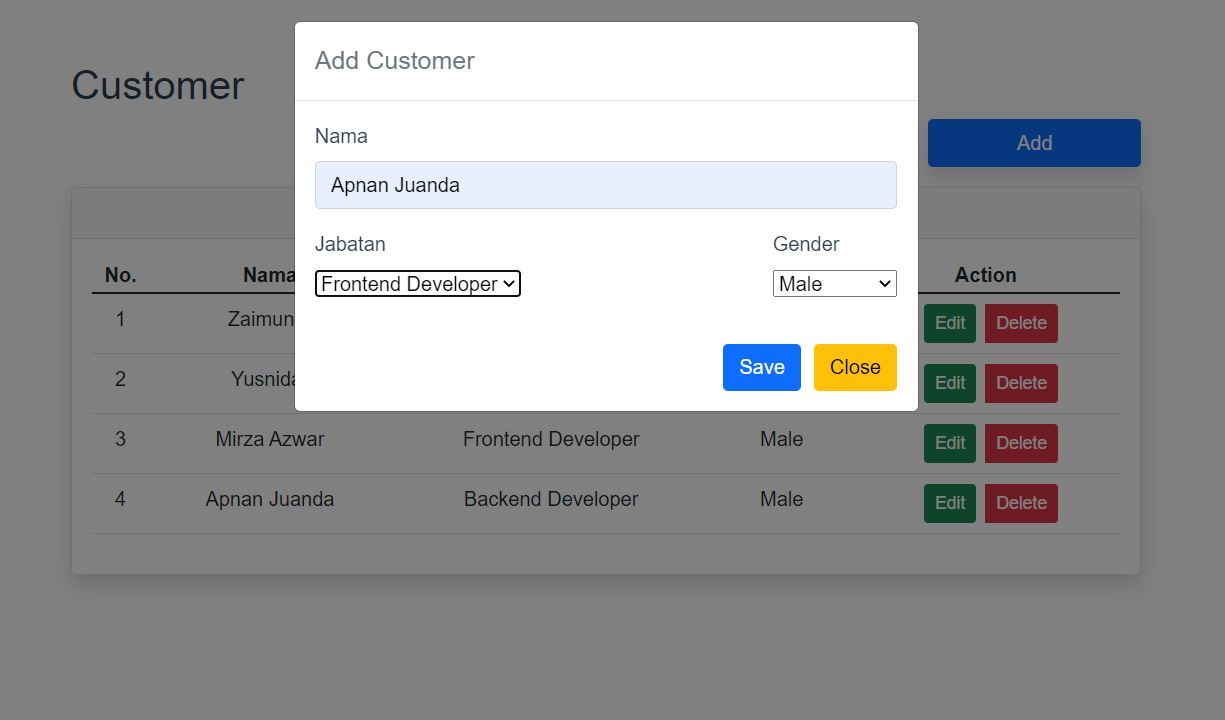 Add Customer
Customer
Nama
Add
Apnan Juanda
Jabatan Gender
Frontend Developer Male
No. Nama Action
1 Edit Delete
Save Close
2 Edit Delete
3 Mirza Azwar Frontend Developer Male Edit Delete
4 Apnan Juanda Backend Developer Male Edit Delete